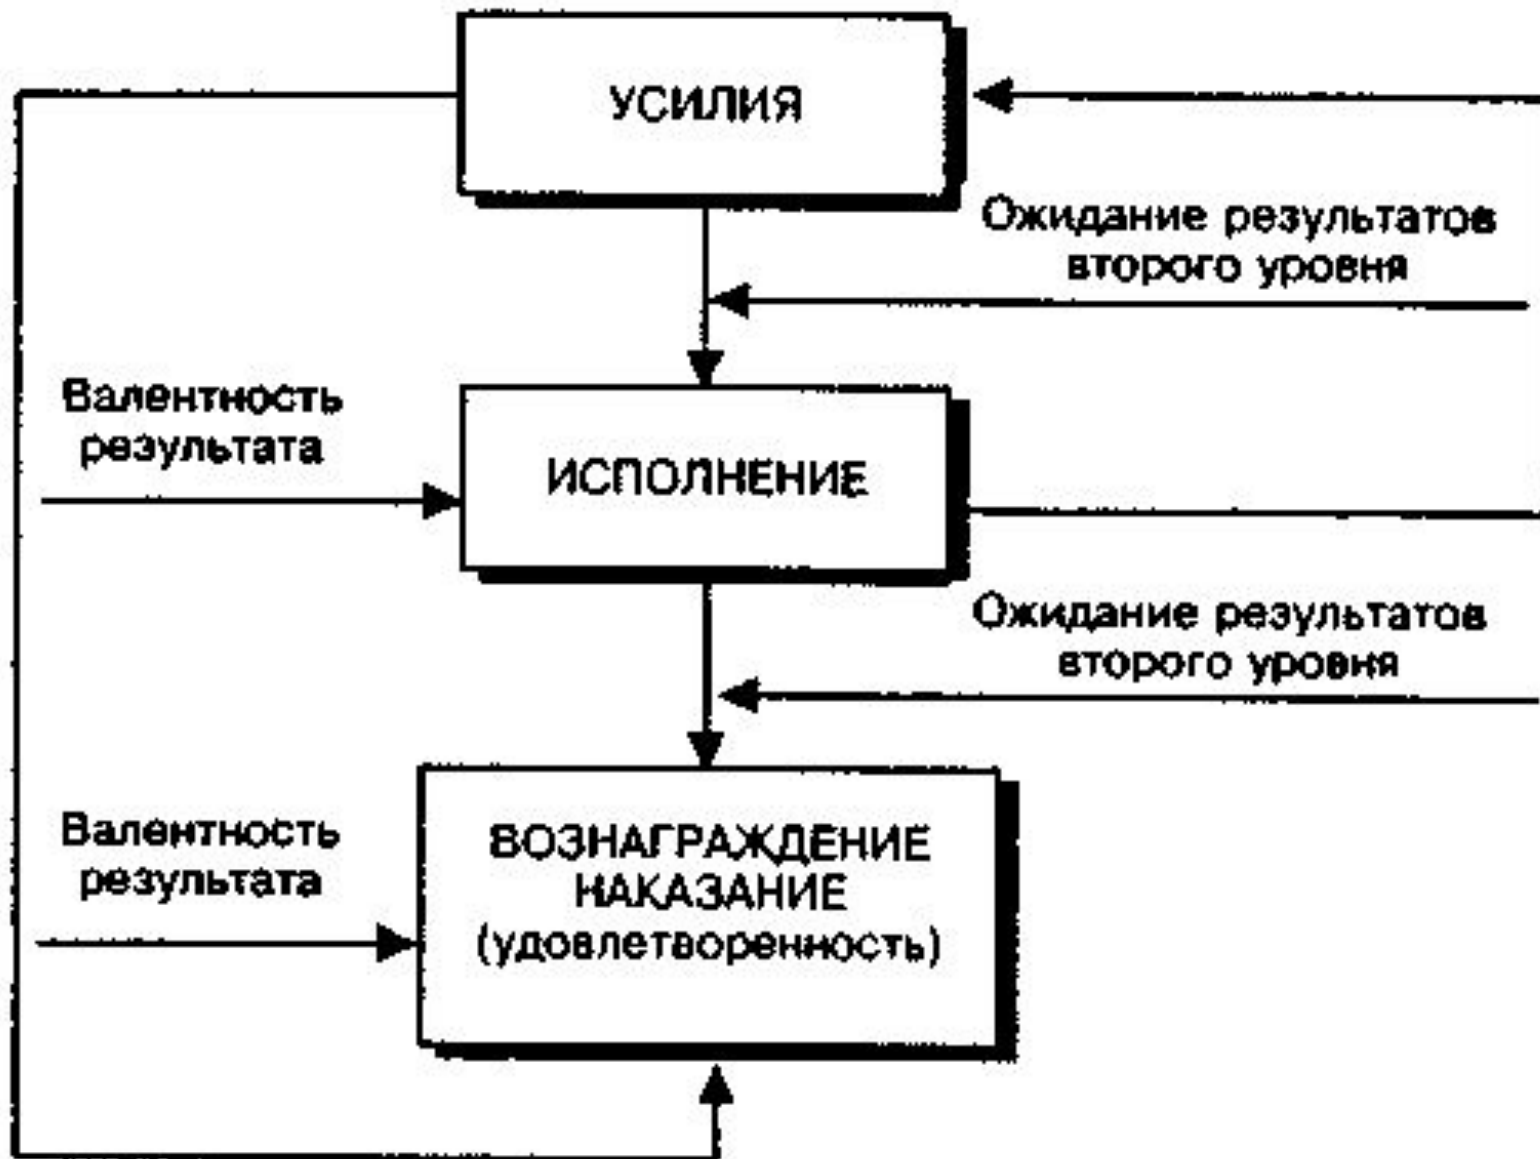 УСИЛИЯ
Ожидание результатов
второго уровня
Валентность
результата
ИСПОЛНЕНИЕ
Ожидание результатов
второго уровня
Валентность
результата
ВОЗНАГРАЖДЕНИЕ
НАКАЗАНИЕ
(удовлетворенность)